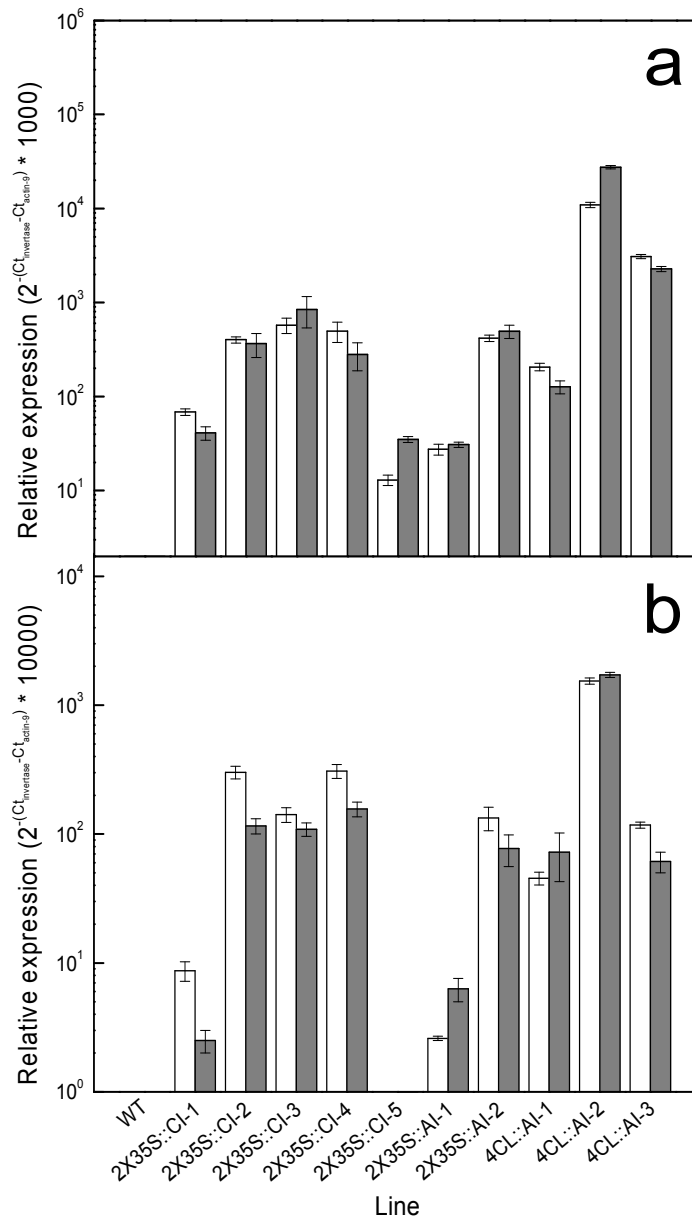 a
Relative expression (2^-(Ct_invertase-Ct_actin-9) * 1000)
10^6
10^5
10^4
10^3
10^2
10^1
b
Relative expression (2^-(Ct_invertase-Ct_actin-9) * 10000)
10^4
10^3
10^2
10^1
10^0
WT
2X35S::CI-1
2X35S::CI-2
2X35S::CI-3
2X35S::CI-4
2X35S::CI-5
2X35S::AI-1
2X35S::AI-2
4CL::AI-1
4CL::AI-2
4CL::AI-3
Line